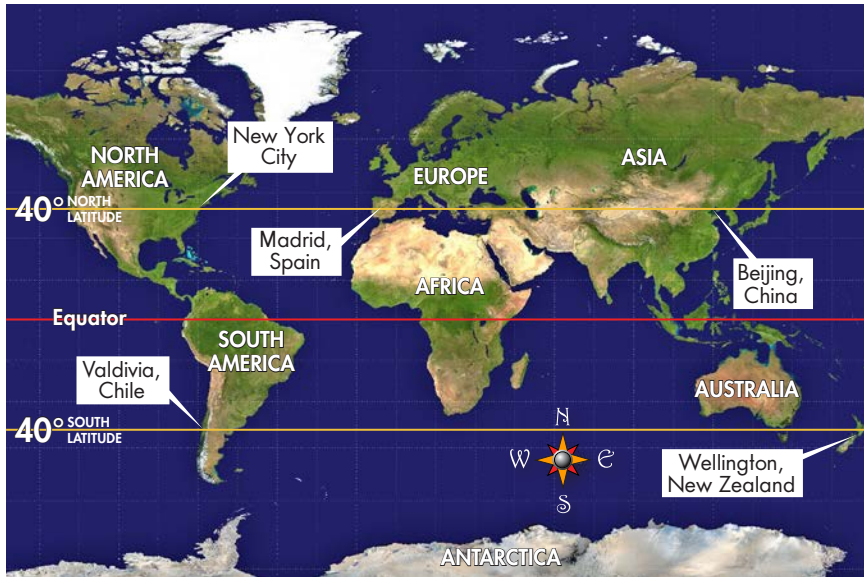 New York
City
NORTH
AMERICA
EUROPE
ASIA
40° NORTH
LATITUDE
Madrid,
Spain
Beijing,
China
AFRICA
Equator
SOUTH
AMERICA
Valdivia,
Chile
AUSTRALIA
40° SOUTH
LATITUDE
N
W
E
S
Wellington,
New Zealand
ANTARCTICA